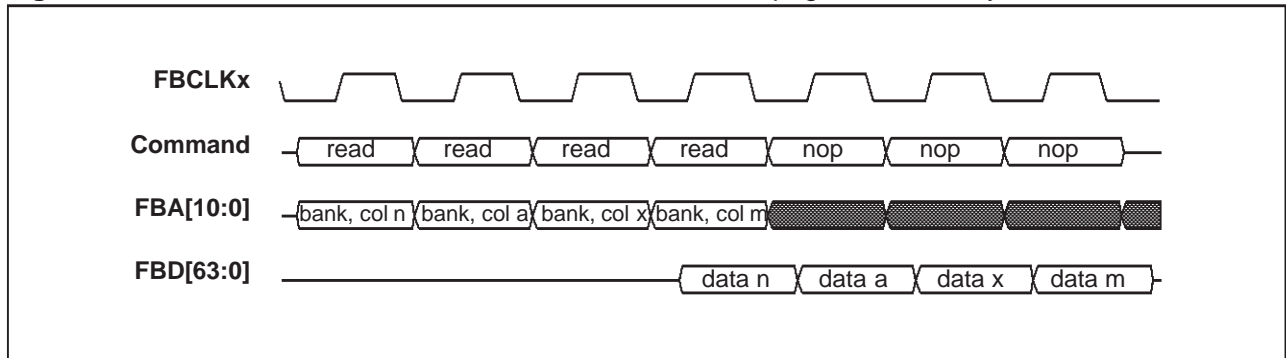 FBCLKx
Command read read read read nop nop nop
FBA[10:0] bank, col n bank, col a bank, col x bank, col m
FBD[63:0] data n data a data x data m